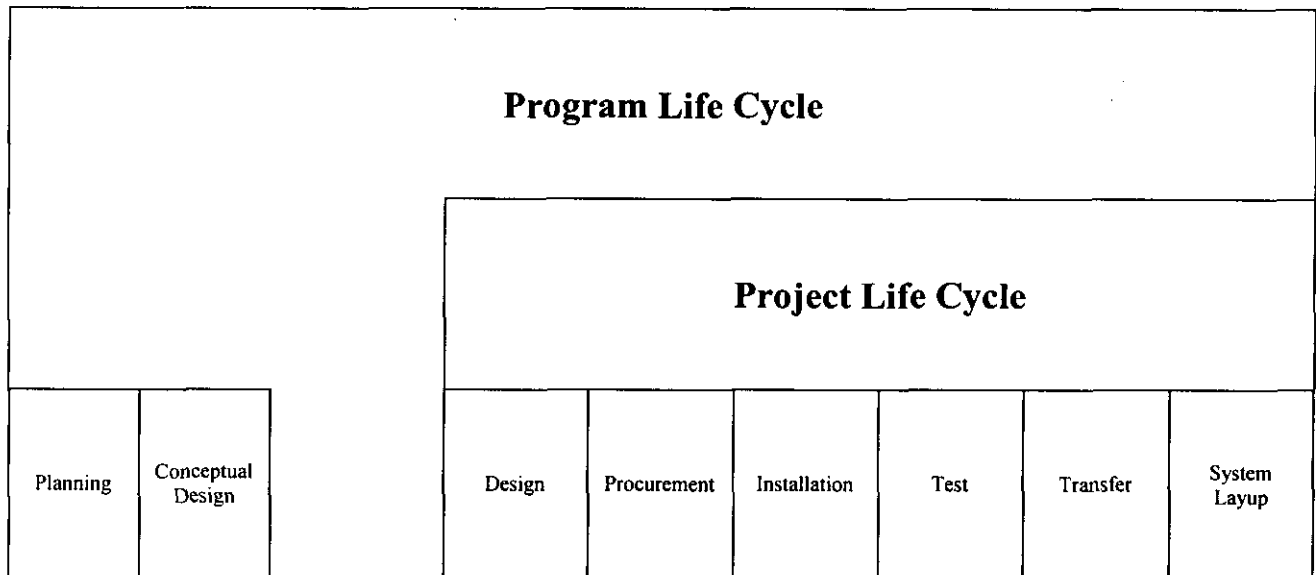 Program Life Cycle
Project Life Cycle
Planning
Conceptual
Design
Design
Procurement
Installation
Test
Transfer
System
Layup